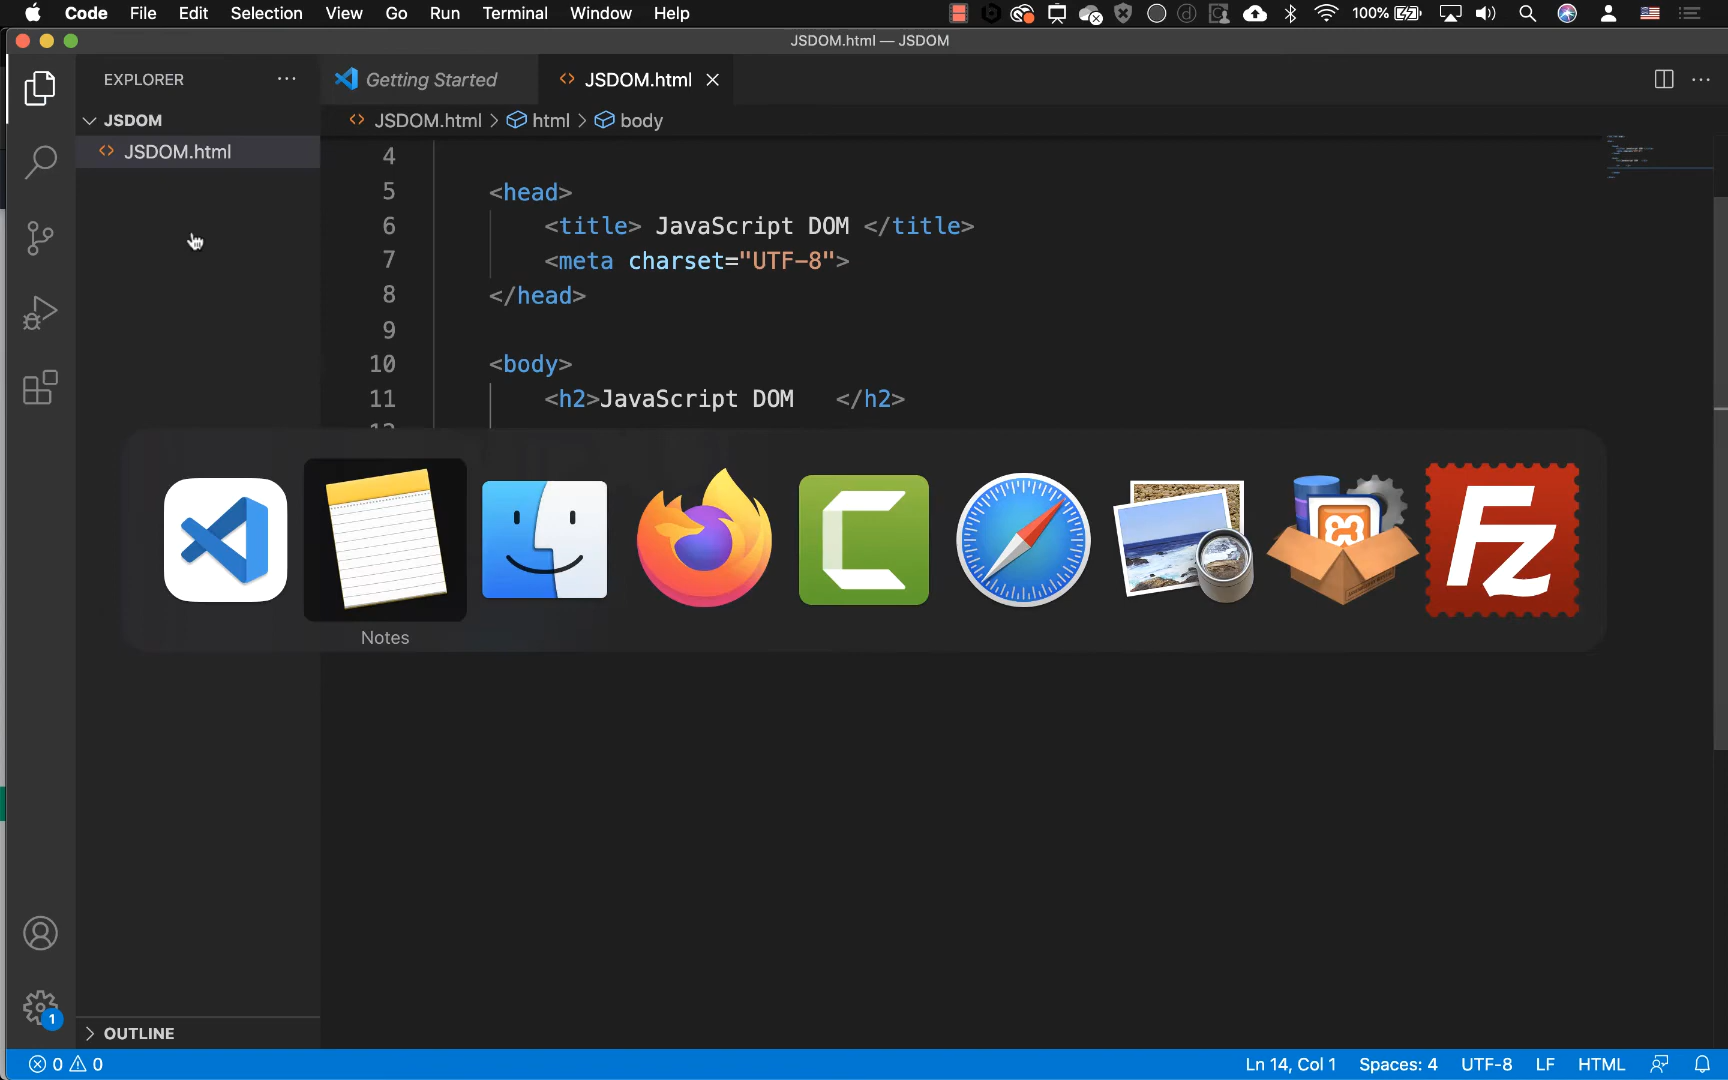 Code File Edit Selection View Go Run Terminal Window Help 100%
JSDOM.html — JSDOM
EXPLORER
Getting Started
JSDOM.html
JSDOM
JSDOM.html > html > body
JSDOM.html
4
5 <head>
6 <title> JavaScript DOM </title>
7 <meta charset="UTF-8">
8 </head>
9
10 <body>
11 <h2>JavaScript DOM </h2>
Fz
Notes
1
OUTLINE
0 0 Ln 14, Col 1 Spaces: 4 UTF-8 LF HTML